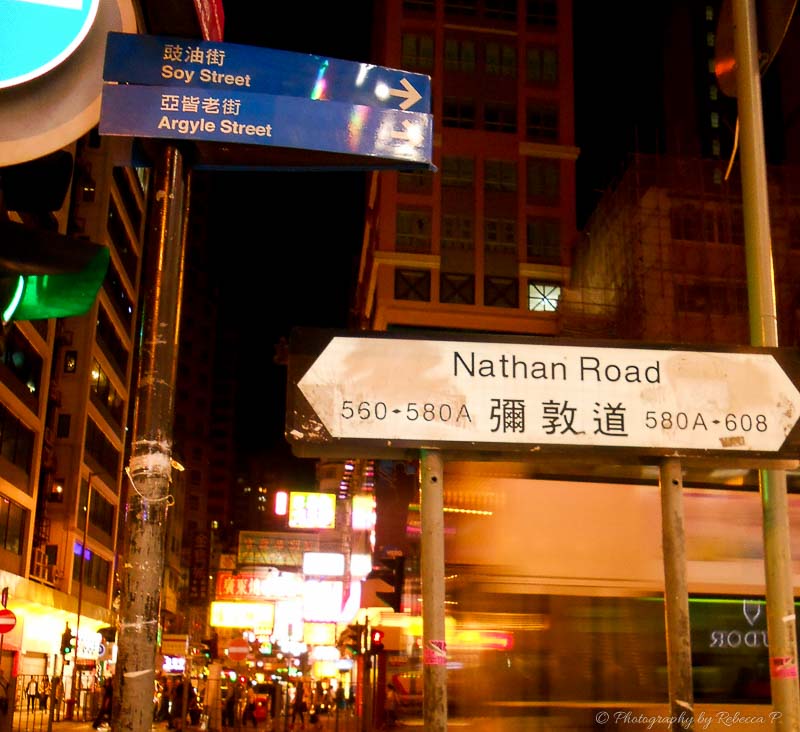 豉油街
Soy Street
亞皆老街
Argyle Street
Nathan Road
560-580A 彌敦道 580A-608
TUDOR
© Photography by Rebecca P.